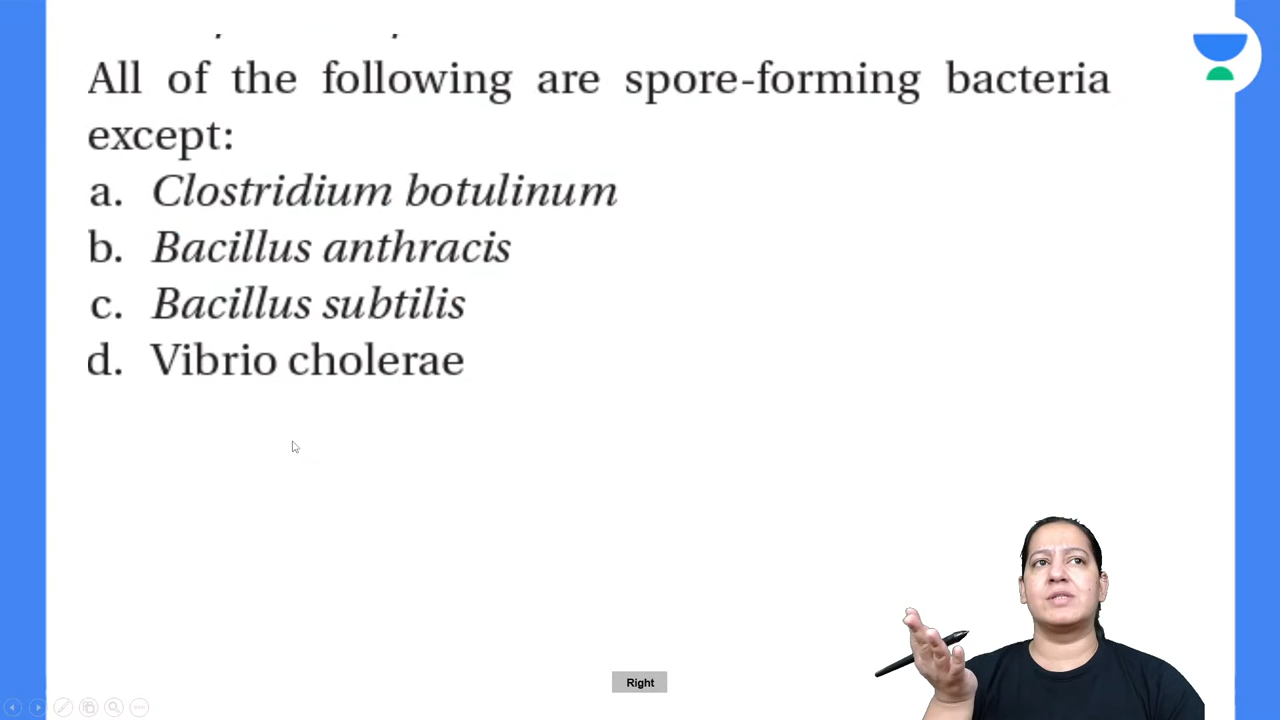 All of the following are spore-forming bacteria
except:
a. Clostridium botulinum
b. Bacillus anthracis
c. Bacillus subtilis
d. Vibrio cholerae
Right